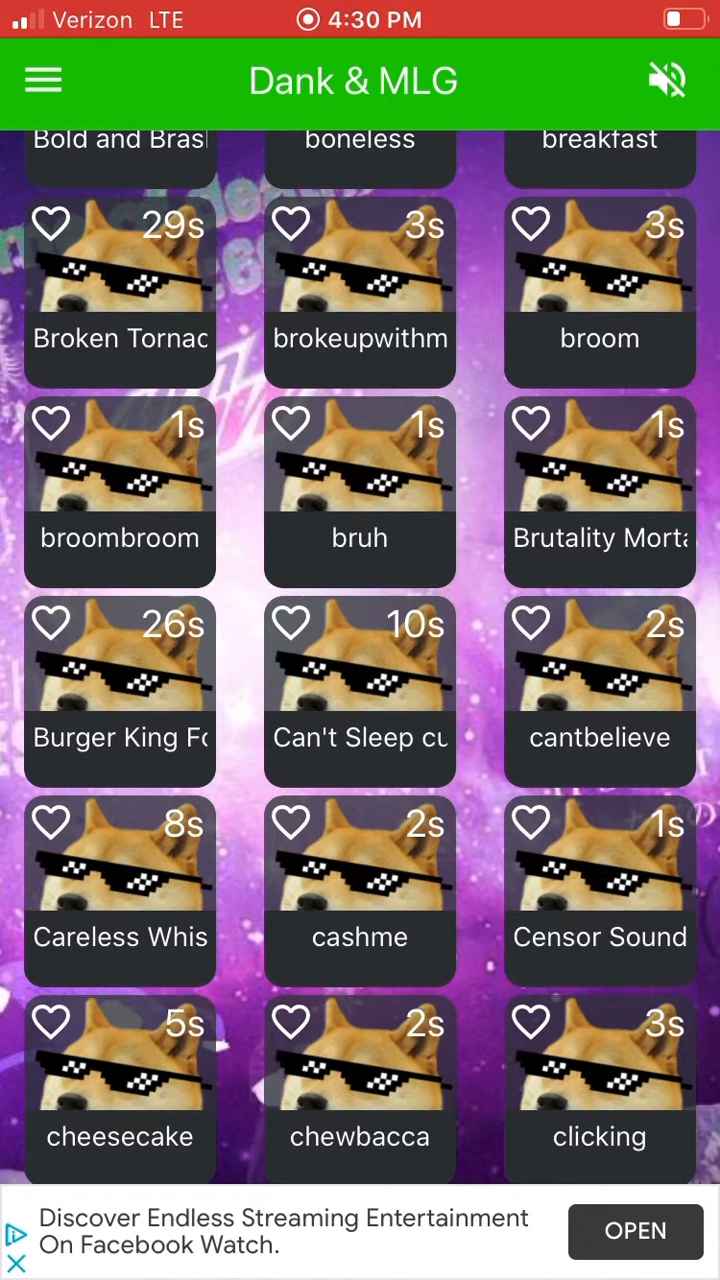 Verizon LTE 4:30 PM
Dank & MLG
Bold and Bras boneless breakfast
29s 3s 3s
Broken Tornac brokeupwithm broom
1s 1s 1s
broombroom bruh Brutality Morta
26s 10s 2s
Burger King Fo Can't Sleep cu cantbelieve
8s 2s 1s
Careless Whis cashme Censor Sound
5s 2s 3s
cheesecake chewbacca clicking
Discover Endless Streaming Entertainment
On Facebook Watch.
OPEN